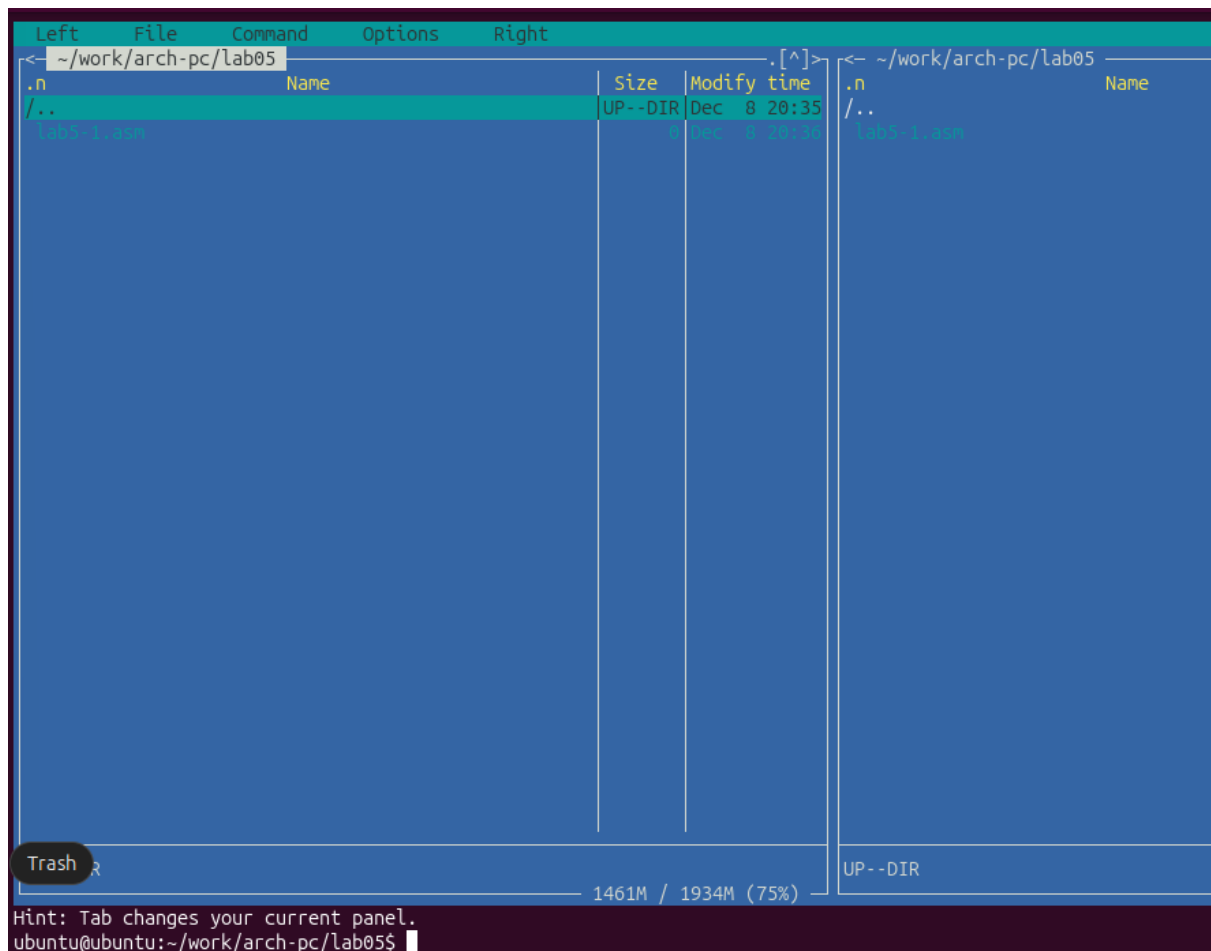 Left File Command Options Right
<– ~/work/arch-pc/lab05 .[^]> <– ~/work/arch-pc/lab05
.n Name Size Modify time .n Name
/.. UP--DIR Dec 8 20:35 /..
lab5-1.asm 0 Dec 8 20:36 lab5-1.asm
Trash R UP--DIR
1461M / 1934M (75%)
Hint: Tab changes your current panel.
ubuntu@ubuntu:~/work/arch-pc/lab05$